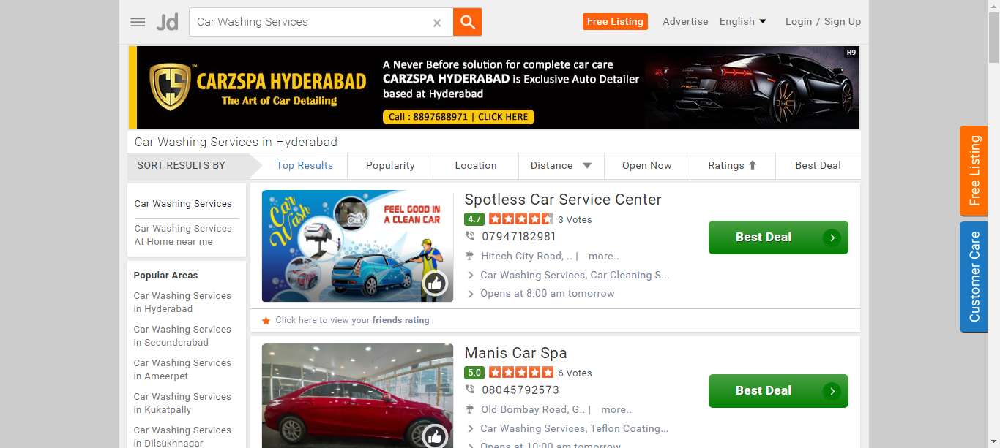 Jd
Car Washing Services
Free Listing
Advertise
English
Login / Sign Up
CS
CARZSPA HYDERABAD
™
The Art of Car Detailing
A Never Before solution for complete car care
CARZSPA HYDERABAD is Exclusive Auto Detailer
based at Hyderabad
Call : 8897688971 | CLICK HERE
R9
Car Washing Services in Hyderabad
SORT RESULTS BY
Top Results
Popularity
Location
Distance
Open Now
Ratings
Best Deal
Car Washing Services
Car Washing Services
At Home near me
Popular Areas
Car Washing Services
in Hyderabad
Car Washing Services
in Secunderabad
Car Washing Services
in Ameerpet
Car Washing Services
in Kukatpally
Car Washing Services
in Dilsukhnagar
Car
Wash
FEEL GOOD IN
A CLEAN CAR
Spotless Car Service Center
4.7
3 Votes
07947182981
Hitech City Road, .. | more..
Car Washing Services, Car Cleaning S...
Opens at 8:00 am tomorrow
Best Deal
Click here to view your friends rating
Manis Car Spa
5.0
6 Votes
08045792573
Old Bombay Road, G.. | more..
Car Washing Services, Teflon Coating...
Opens at 10:00 am tomorrow
Best Deal
Free Listing
Customer Care